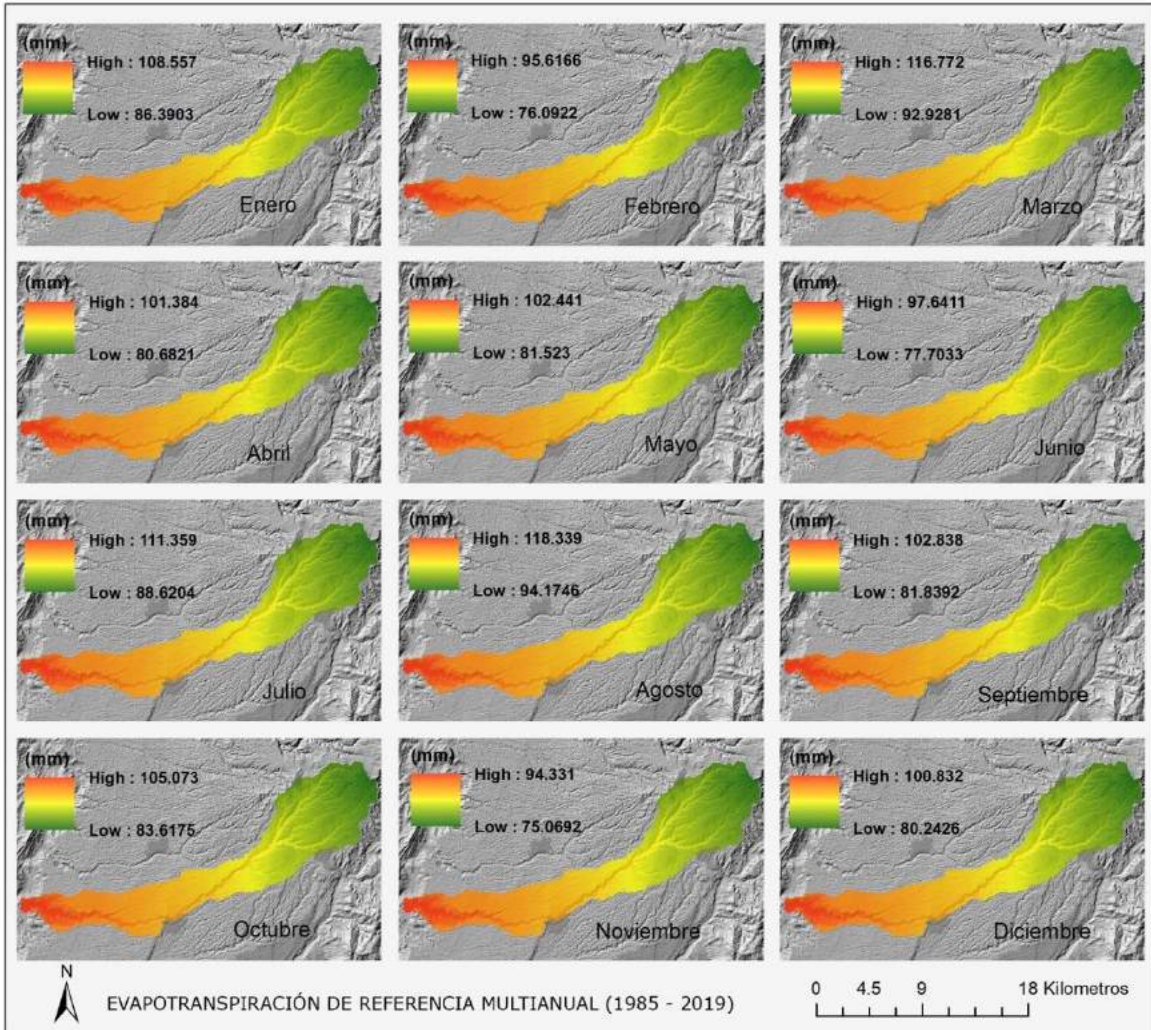 (mm)
High : 108.557
Low : 86.3903
Enero
(mm)
High : 95.6166
Low : 76.0922
Febrero
(mm)
High : 116.772
Low : 92.9281
Marzo
(mm)
High : 101.384
Low : 80.6821
Abril
(mm)
High : 102.441
Low : 81.523
Mayo
(mm)
High : 97.6411
Low : 77.7033
Junio
(mm)
High : 111.359
Low : 88.6204
Julio
(mm)
High : 118.339
Low : 94.1746
Agosto
(mm)
High : 102.838
Low : 81.8392
Septiembre
(mm)
High : 105.073
Low : 83.6175
Octubre
(mm)
High : 94.331
Low : 75.0692
Noviembre
(mm)
High : 100.832
Low : 80.2426
Diciembre
N
EVAPOTRANSPIRACIÓN DE REFERENCIA MULTIANUAL (1985 - 2019)
0 4.5 9 18 Kilometros